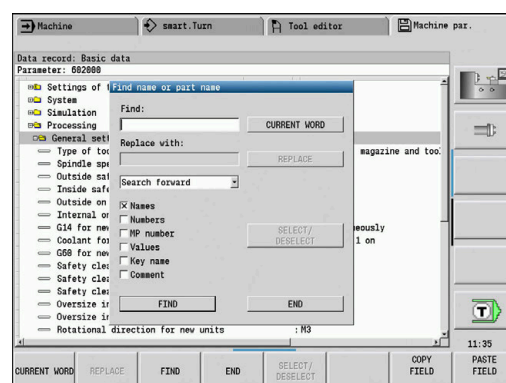 Machine
smart.Turn
Tool editor
Machine par.
Data record: Basic data
Parameter: 602800
Settings of
System
Simulation
Processing
General sett
Type of too magazine and too
Spindle spe
Outside saf
Inside safe
Outside on
Internal on
G14 for new eously
Coolant for 1 on
G60 for new
Safety clea
Safety clea
Safety clea
Oversize in
Oversize in
Rotational direction for new units : M3
Find name or part name
Find:
CURRENT WORD
Replace with:
REPLACE
Search forward
Names
Numbers
MP number
Values
Key name
Comment
SELECT/
DESELECT
FIND
END
T
11:35
CURRENT WORD
REPLACE
FIND
END
SELECT/
DESELECT
COPY
FIELD
PASTE
FIELD